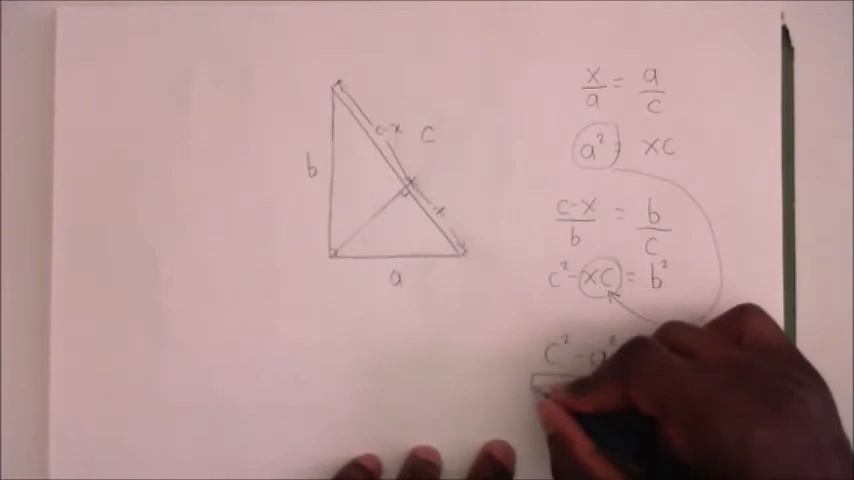 x/a = a/c
a² = xc
c-x/b = b/c
c² - xc = b²
c² - a²
c-x
c
b
x
a